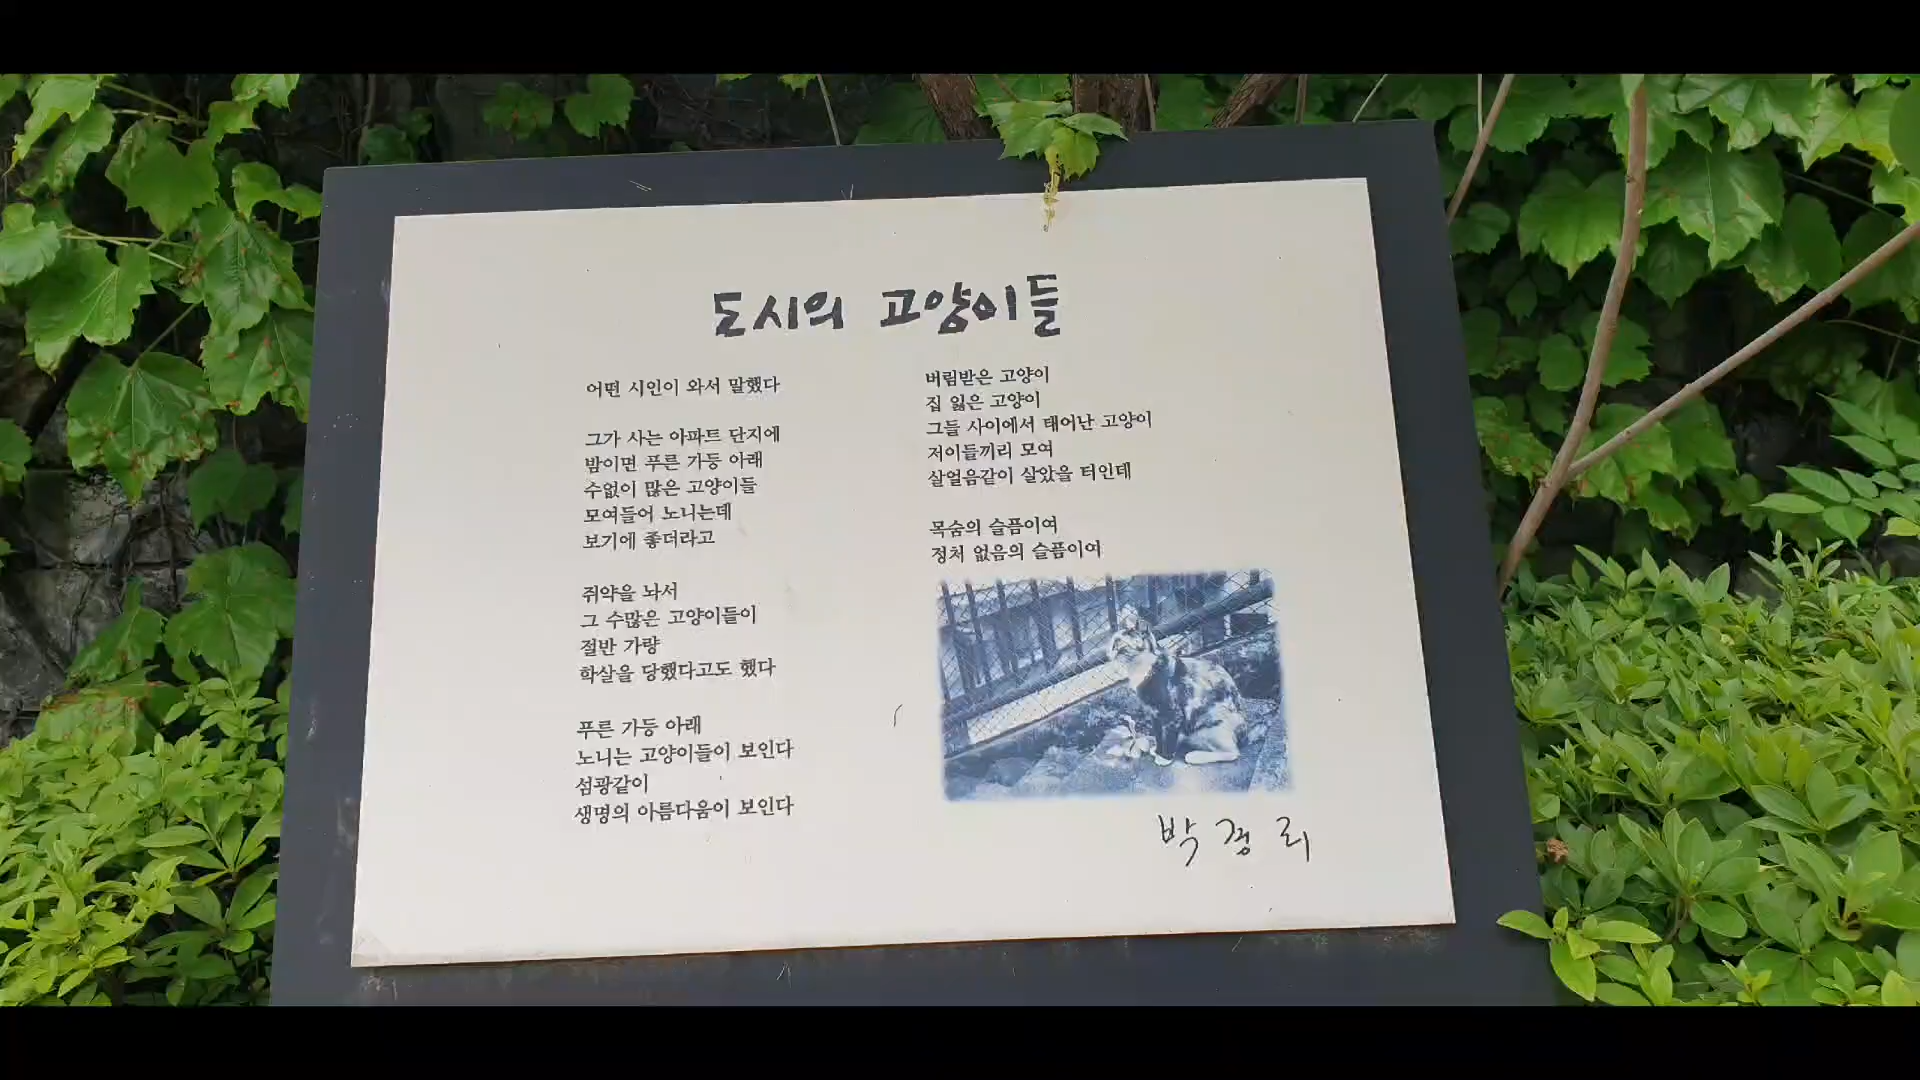 도시의 고양이들
어떤 시인이 와서 말했다
그가 사는 아파트 단지에
밤이면 푸른 가등 아래
수없이 많은 고양이들
모여들어 노니는데
보기에 좋더라고
쥐약을 놔서
그 수많은 고양이들이
절반 가량
학살을 당했다고도 했다
푸른 가등 아래
노니는 고양이들이 보인다
섬광같이
생명의 아름다움이 보인다
버림받은 고양이
집 잃은 고양이
그들 사이에서 태어난 고양이
저이들끼리 모여
살얼음같이 살았을 터인데
목숨의 슬픔이여
정처 없음의 슬픔이여
박경리